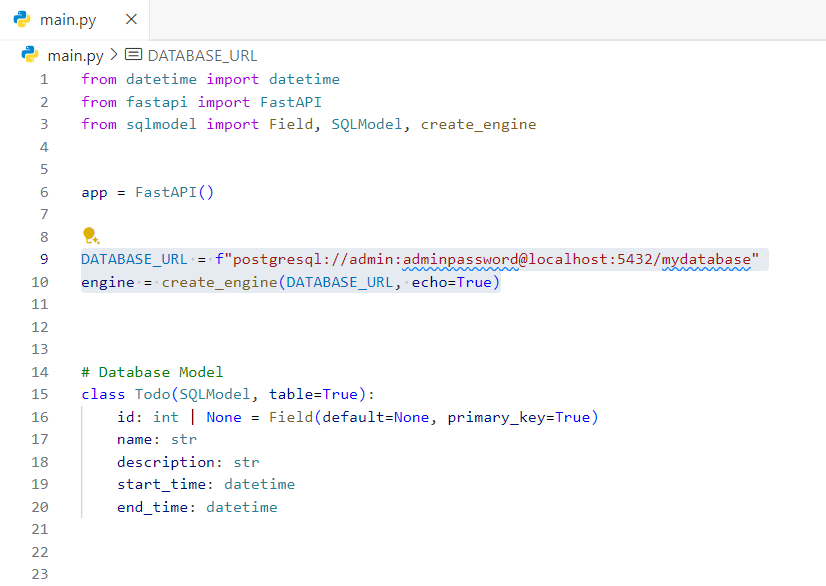 main.py
main.py > DATABASE_URL
1 from datetime import datetime
2 from fastapi import FastAPI
3 from sqlmodel import Field, SQLModel, create_engine
4
5
6 app = FastAPI()
7
8
9 DATABASE_URL = f"postgresql://admin:adminpassword@localhost:5432/mydatabase"
10 engine = create_engine(DATABASE_URL, echo=True)
11
12
13
14 # Database Model
15 class Todo(SQLModel, table=True):
16     id: int | None = Field(default=None, primary_key=True)
17     name: str
18     description: str
19     start_time: datetime
20     end_time: datetime
21
22
23